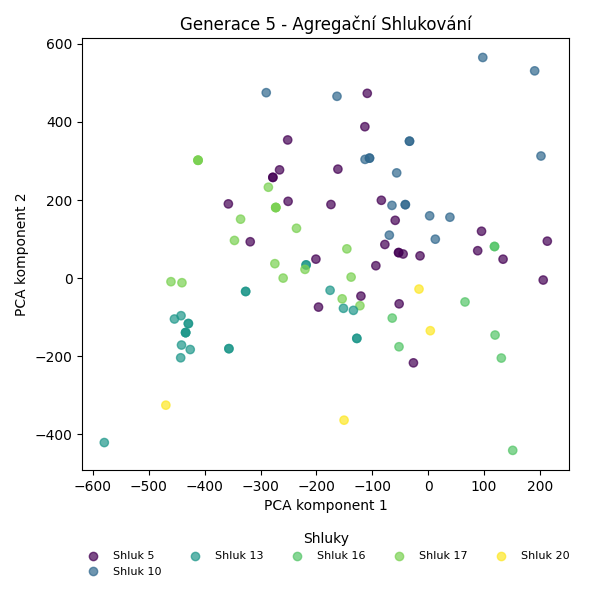 Generace 5 - Agregační Shlukování
PCA komponent 2
600
400
200
0
−200
−400
−600 −500 −400 −300 −200 −100 0 100 200
PCA komponent 1
Shluky
Shluk 5 Shluk 13 Shluk 16 Shluk 17 Shluk 20
Shluk 10